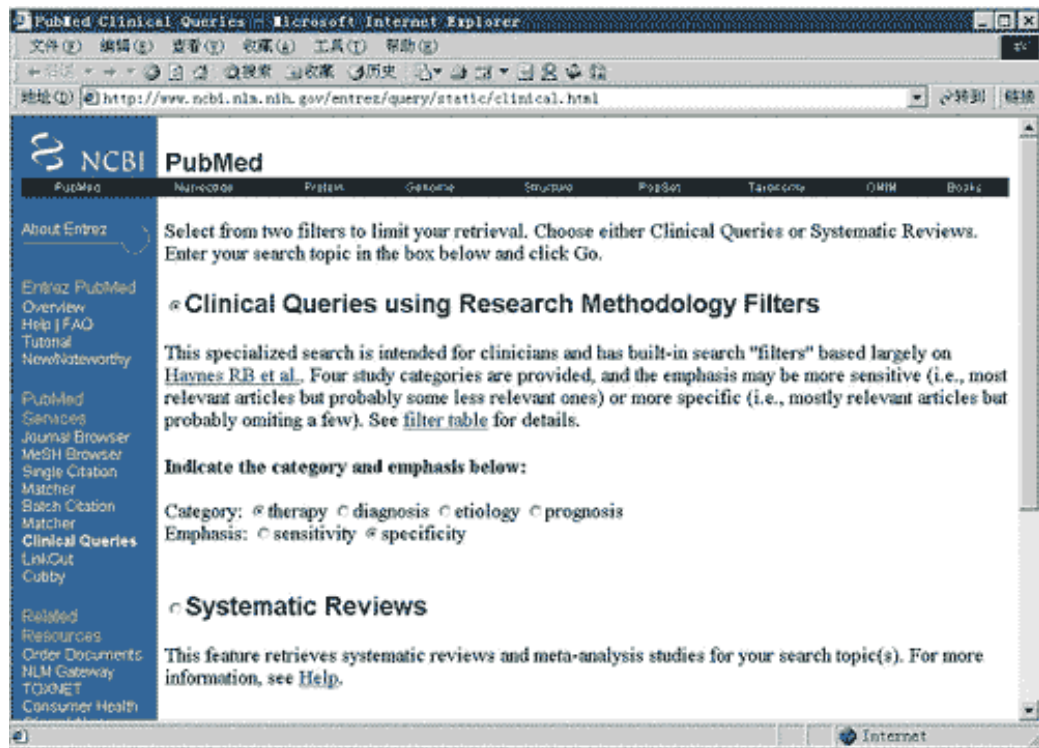 PubMed Clinical Queries - Microsoft Internet Explorer
文件(F) 编辑(E) 查看(V) 收藏(A) 工具(T) 帮助(H)
搜索 收藏 历史
地址(D) http://www.ncbi.nlm.nih.gov/entrez/query/static/clinical.html 转到 链接
NCBI PubMed
PubMed Nucleotide Protein Genome Structure PopSet Taxonomy OMIM Books
About Entrez
Entrez PubMed
Overview
Help | FAQ
Tutorial
New/Noteworthy
PubMed
Services
Journal Browser
MeSH Browser
Single Citation
Matcher
Batch Citation
Matcher
Clinical Queries
LinkOut
Cubby
Related
Resources
Order Documents
NLM Gateway
TOXNET
Consumer Health
Select from two filters to limit your retrieval. Choose either Clinical Queries or Systematic Reviews.
Enter your search topic in the box below and click Go.
Clinical Queries using Research Methodology Filters
This specialized search is intended for clinicians and has built-in search "filters" based largely on
Haynes RB et al.. Four study categories are provided, and the emphasis may be more sensitive (i.e., most
relevant articles but probably some less relevant ones) or more specific (i.e., mostly relevant articles but
probably omiting a few). See filter table for details.
Indicate the category and emphasis below:
Category: therapy diagnosis etiology prognosis
Emphasis: sensitivity specificity
Systematic Reviews
This feature retrieves systematic reviews and meta-analysis studies for your search topic(s). For more
information, see Help.
Internet